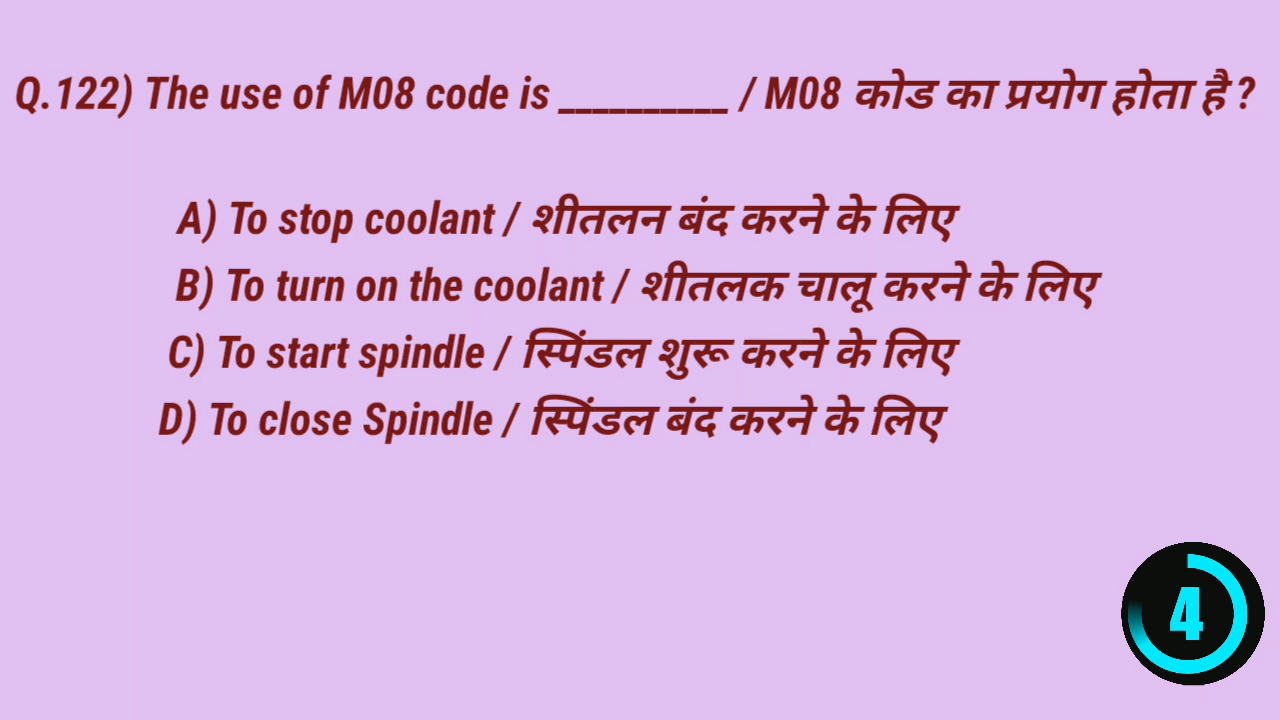 Q.122) The use of M08 code is __________ / M08 कोड का प्रयोग होता है ?
A) To stop coolant / शीतलन बंद करने के लिए
B) To turn on the coolant / शीतलक चालू करने के लिए
C) To start spindle / स्पिंडल शुरू करने के लिए
D) To close Spindle / स्पिंडल बंद करने के लिए
4